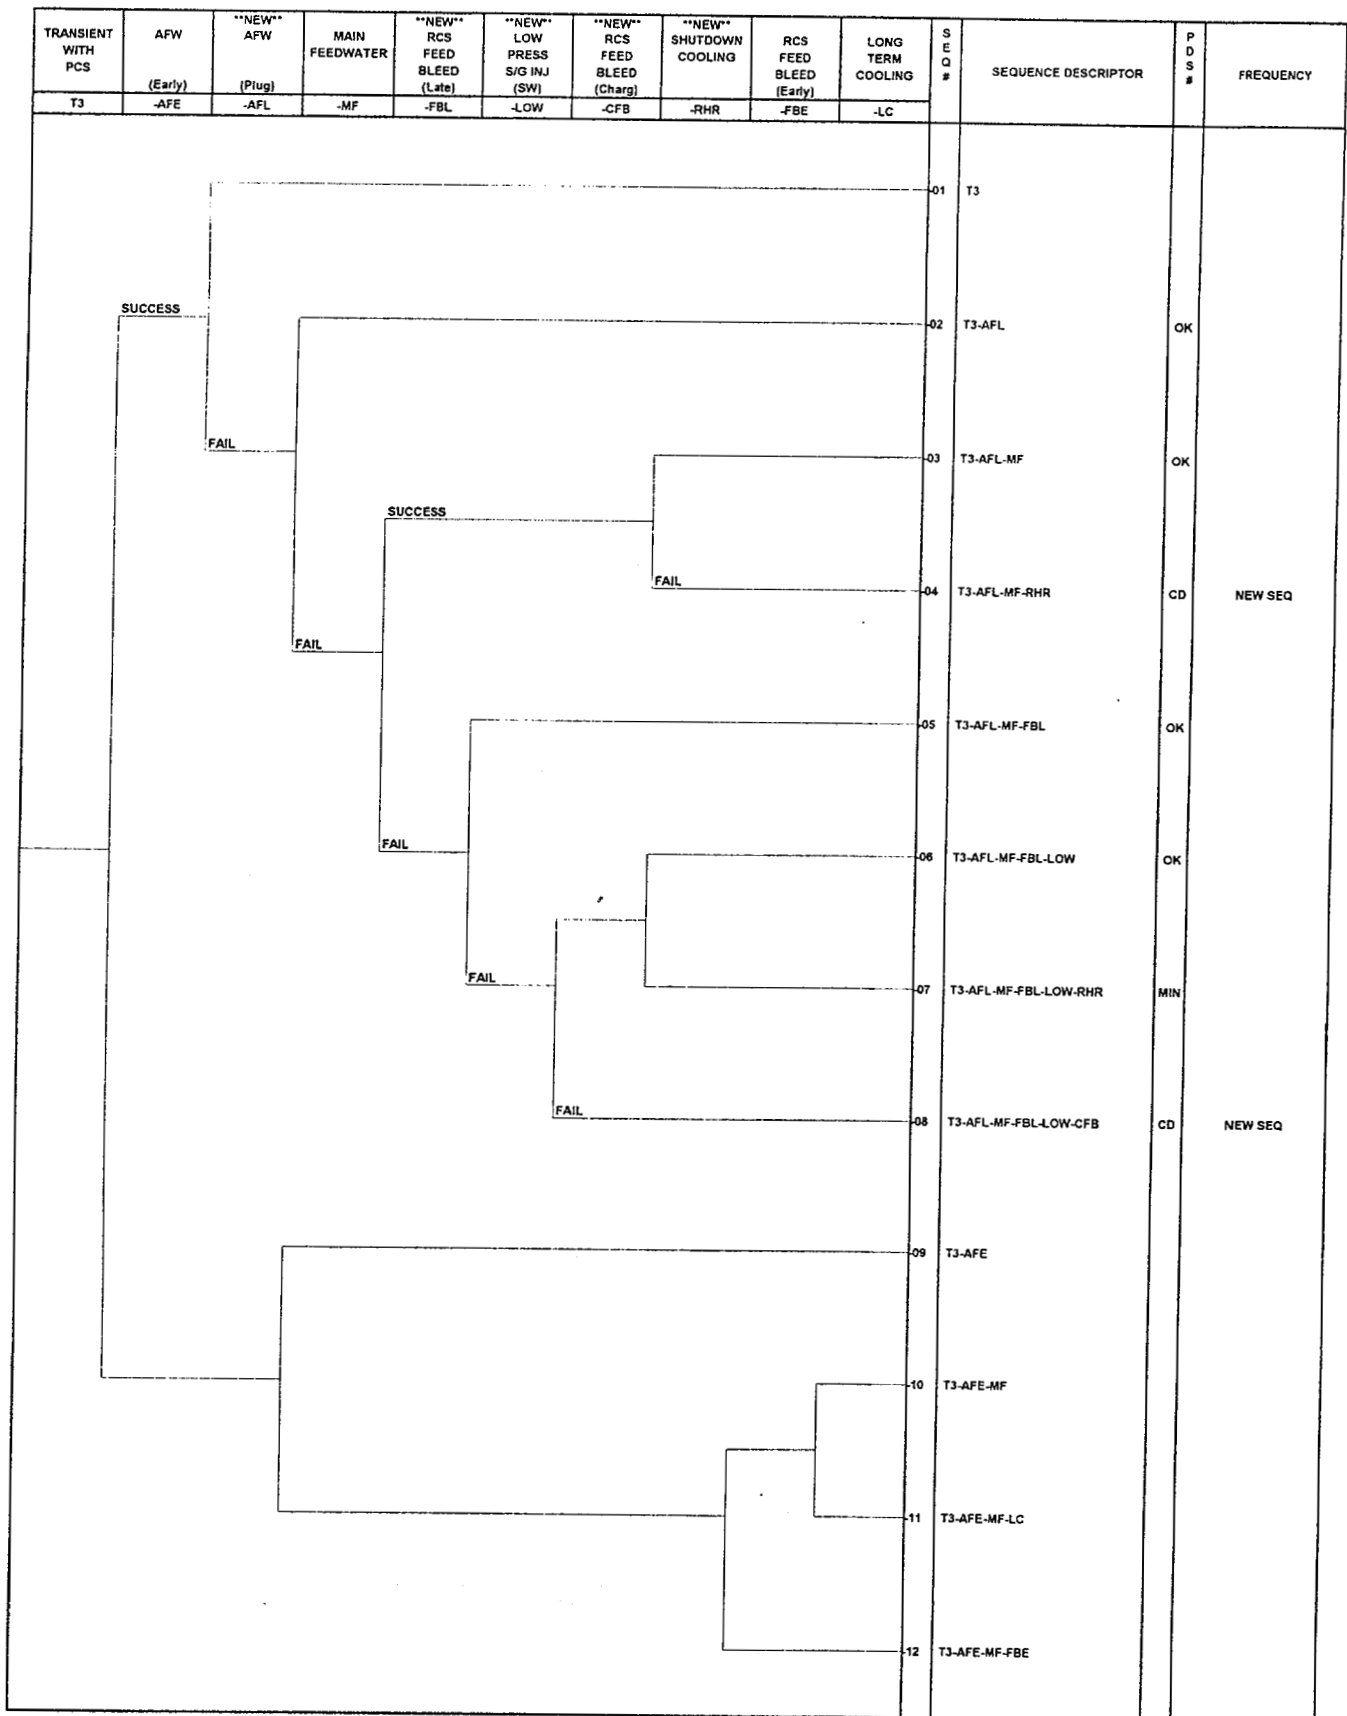 TRANSIENT
WITH
PCS
T3
AFW
(Early)
-AFE
**NEW**
AFW
(Plug)
-AFL
MAIN
FEEDWATER
-MF
**NEW**
RCS
FEED
BLEED
(Late)
-FBL
**NEW**
LOW
PRESS
S/G INJ
(SW)
-LOW
**NEW**
RCS
FEED
BLEED
(Charg)
-CFB
**NEW**
SHUTDOWN
COOLING
-RHR
RCS
FEED
BLEED
(Early)
-FBE
LONG
TERM
COOLING
-LC
SEQ#
SEQUENCE DESCRIPTOR
PDS#
FREQUENCY
01 T3
SUCCESS
02 T3-AFL OK
FAIL
03 T3-AFL-MF OK
SUCCESS
FAIL
04 T3-AFL-MF-RHR CD NEW SEQ
FAIL
05 T3-AFL-MF-FBL OK
FAIL
06 T3-AFL-MF-FBL-LOW OK
FAIL
07 T3-AFL-MF-FBL-LOW-RHR MIN
FAIL
08 T3-AFL-MF-FBL-LOW-CFB CD NEW SEQ
09 T3-AFE
10 T3-AFE-MF
11 T3-AFE-MF-LC
12 T3-AFE-MF-FBE